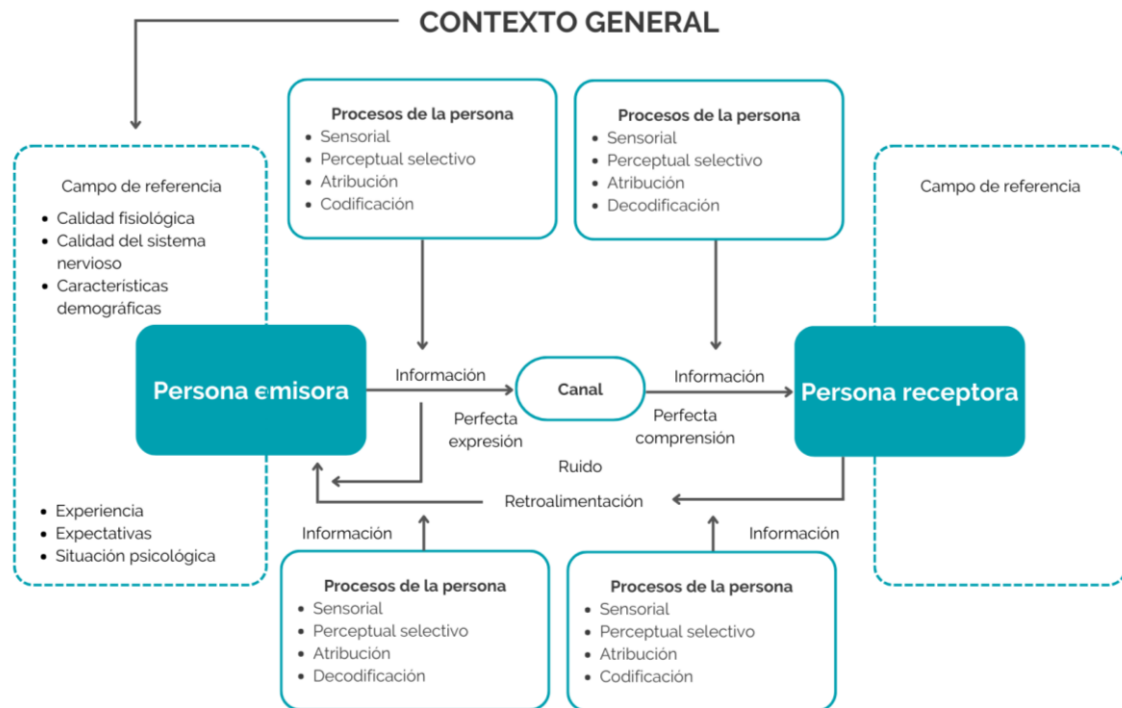 CONTEXTO GENERAL
Procesos de la persona
Sensorial
Perceptual selectivo
Atribución
Codificación
Procesos de la persona
Sensorial
Perceptual selectivo
Atribución
Decodificación
Campo de referencia
Calidad fisiológica
Calidad del sistema
nervioso
Características
demográficas
Campo de referencia
Persona emisora
Información
Perfecta
expresión
Canal
Información
Perfecta
comprensión
Persona receptora
Ruido
Retroalimentación
Experiencia
Expectativas
Situación psicológica
Información
Información
Procesos de la persona
Sensorial
Perceptual selectivo
Atribución
Decodificación
Procesos de la persona
Sensorial
Perceptual selectivo
Atribución
Codificación